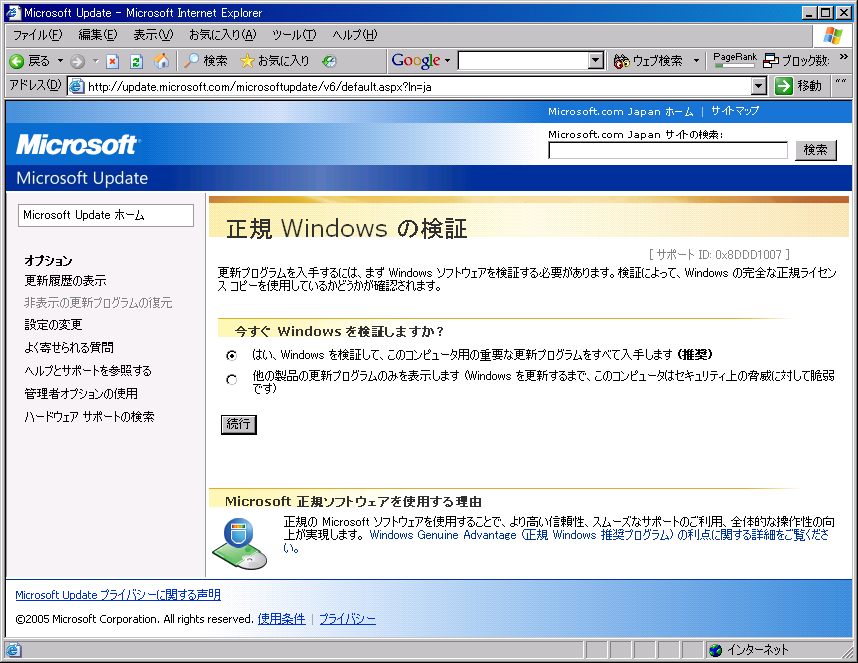 Microsoft Update - Microsoft Internet Explorer
ファイル(F) 編集(E) 表示(V) お気に入り(A) ツール(T) ヘルプ(H)
戻る 検索 お気に入り Google ウェブ検索 PageRank ブロック数: »
アドレス(D) http://update.microsoft.com/microsoftupdate/v6/default.aspx?ln=ja 移動
Microsoft.com Japan ホーム | サイトマップ
Microsoft
Microsoft.com Japan サイトの検索:
検索
Microsoft Update
Microsoft Update ホーム
オプション
更新履歴の表示
非表示の更新プログラムの復元
設定の変更
よく寄せられる質問
ヘルプとサポートを参照する
管理者オプションの使用
ハードウェア サポートの検索
正規 Windows の検証
[ サポート ID: 0x8DDD1007 ]
更新プログラムを入手するには、まず Windows ソフトウェアを検証する必要があります。検証によって、Windows の完全な正規ライセン
ス コピーを使用しているかどうかが確認されます。
今すぐ Windows を検証しますか?
はい、Windows を検証して、このコンピュータ用の重要な更新プログラムをすべて入手します (推奨)
他の製品の更新プログラムのみを表示します (Windows を更新するまで、このコンピュータはセキュリティ上の脅威に対して脆弱
です)
続行
Microsoft 正規ソフトウェアを使用する理由
正規の Microsoft ソフトウェアを使用することで、より高い信頼性、スムーズなサポートのご利用、全体的な操作性の向
上が実現します。 Windows Genuine Advantage (正規 Windows 推奨プログラム) の利点に関する詳細をご覧くださ
い。
Microsoft Update プライバシーに関する声明
©2005 Microsoft Corporation. All rights reserved. 使用条件 | プライバシー
インターネット